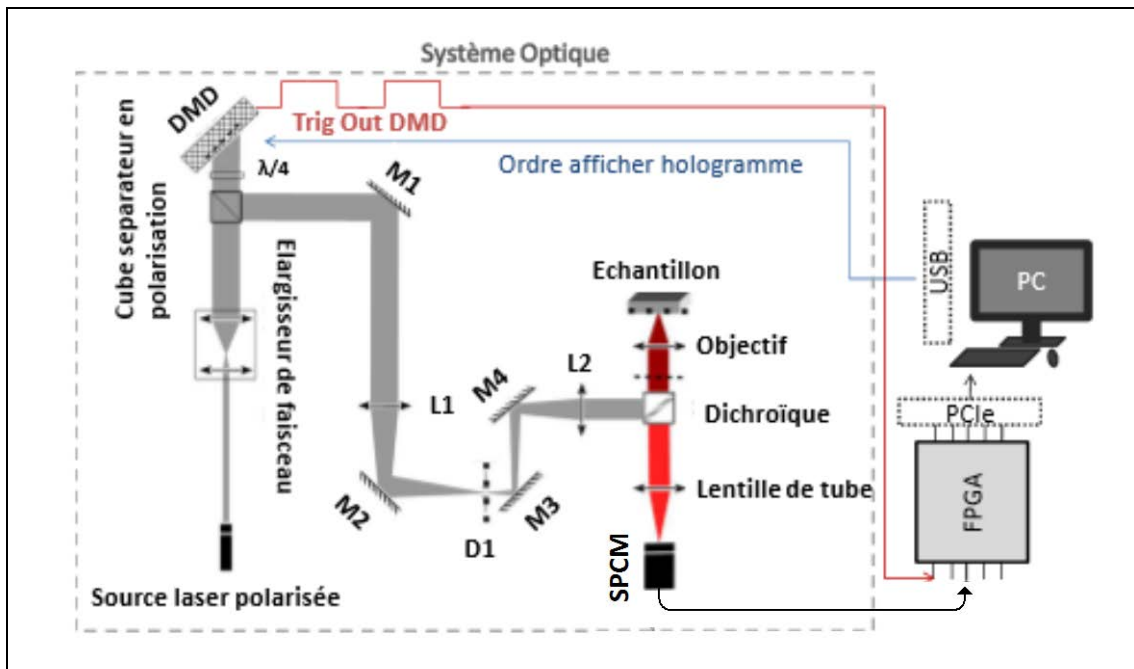 Système Optique
DMD
Trig Out DMD
Ordre afficher hologramme
λ/4
M1
Cube separateur en
polarisation
Elargisseur de faisceau
Echantillon
USB
PC
Objectif
L2
M4
L1
Dichroïque
PCIe
M2
M3
D1
Lentille de tube
FPGA
SPCM
Source laser polarisée